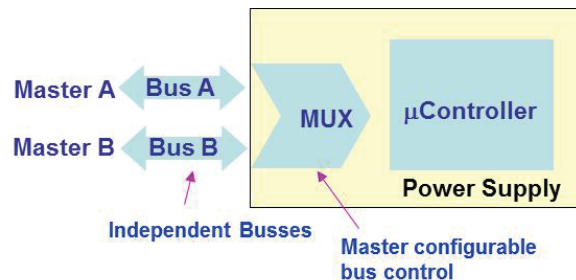 Master A
Bus A
Master B
Bus B
MUX
μController
Power Supply
Independent Busses
Master configurable
bus control